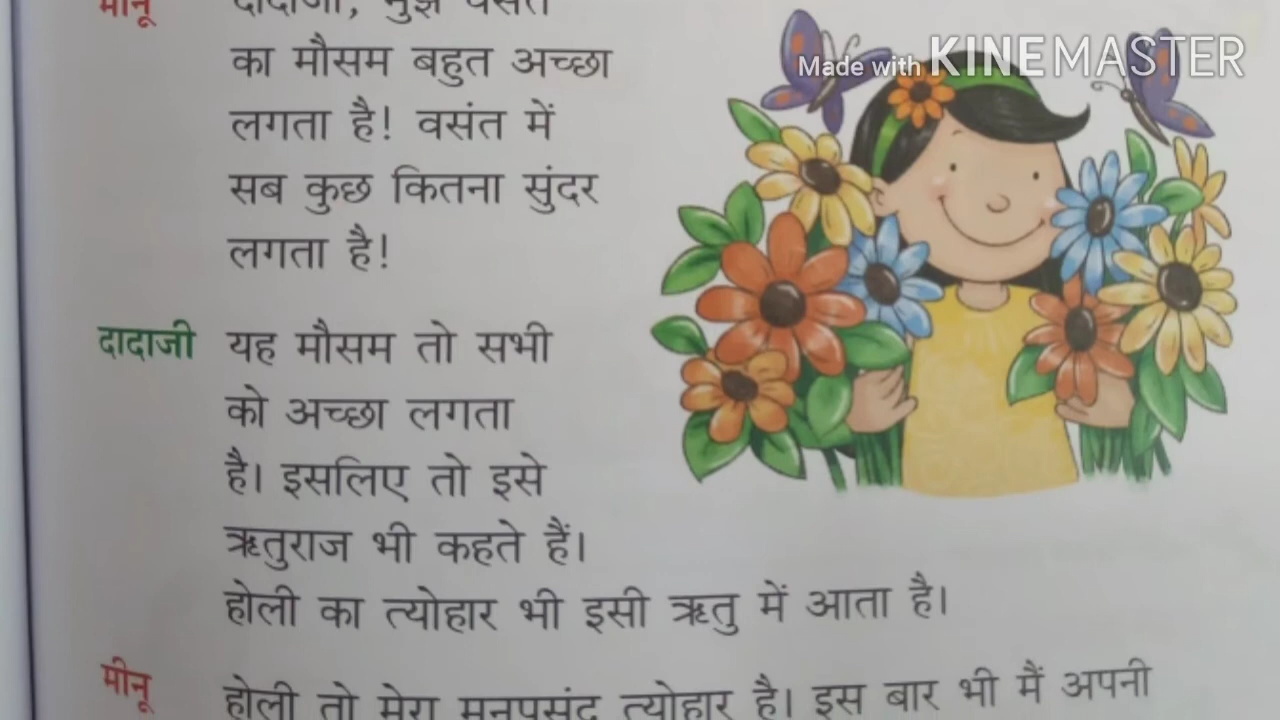 मीनू दादाजी, मुझे वसंत
का मौसम बहुत अच्छा
लगता है! वसंत में
सब कुछ कितना सुंदर
लगता है!
दादाजी यह मौसम तो सभी
को अच्छा लगता
है। इसलिए तो इसे
ऋतुराज भी कहते हैं।
होली का त्योहार भी इसी ऋतु में आता है।
मीनू होली तो मेरा मनपसंद त्योहार है। इस बार भी मैं अपनी
Made with KINEMASTER